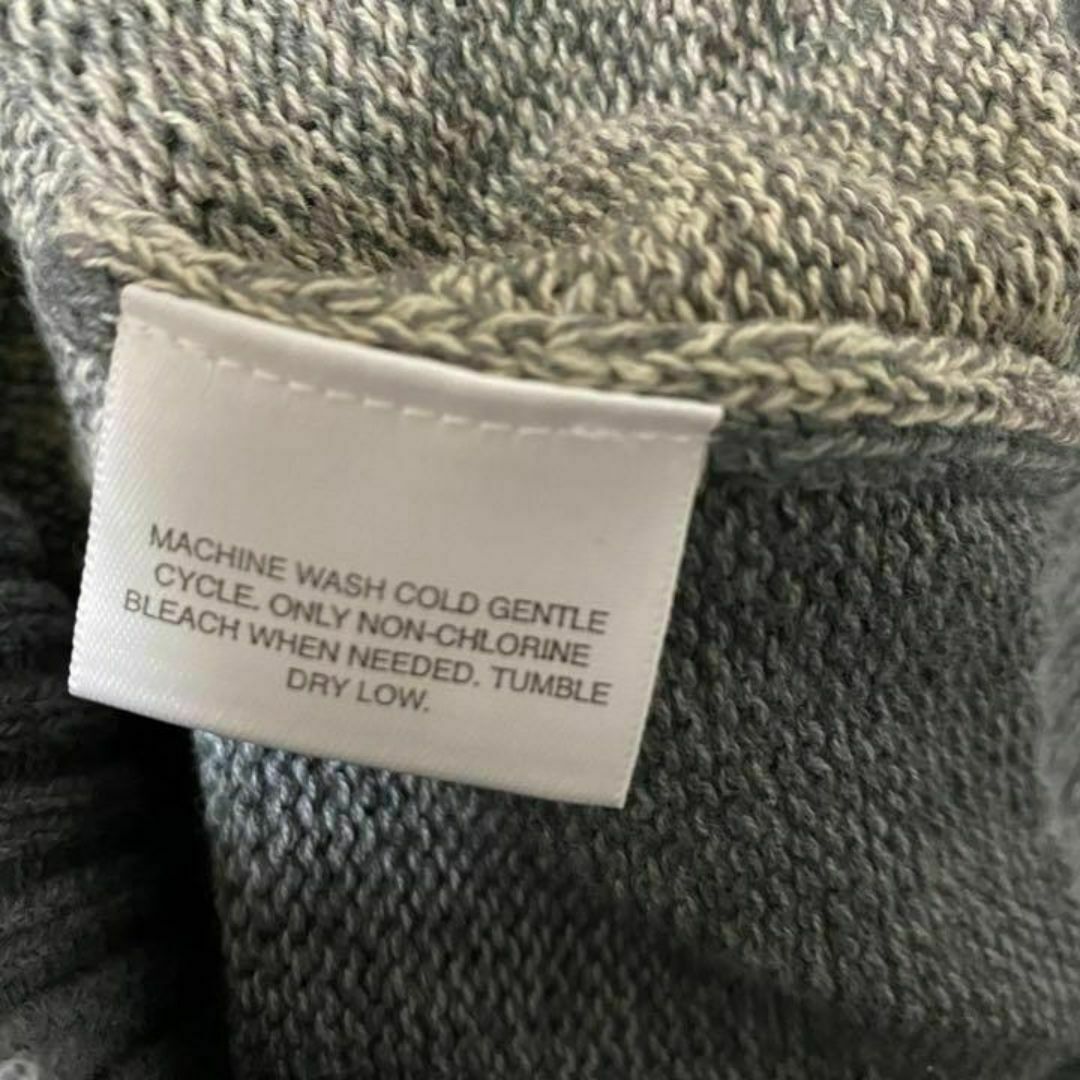 MACHINE WASH COLD GENTLE
CYCLE. ONLY NON-CHLORINE
BLEACH WHEN NEEDED. TUMBLE
DRY LOW.